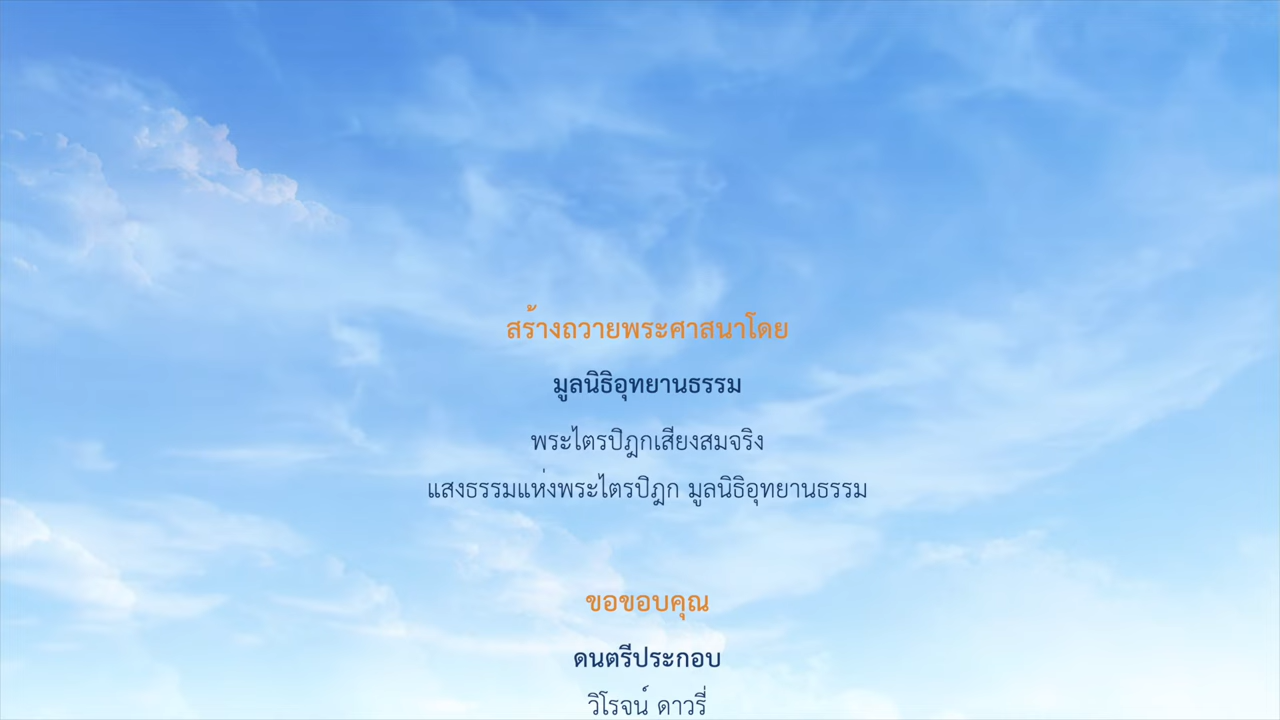 สร้างถวายพระศาสนาโดย
มูลนิธิอุทยานธรรม
พระไตรปิฎกเสียงสมจริง
แสงธรรมแห่งพระไตรปิฎก มูลนิธิอุทยานธรรม
ขอขอบคุณ
ดนตรีประกอบ
วิโรจน์ ดาวรี่